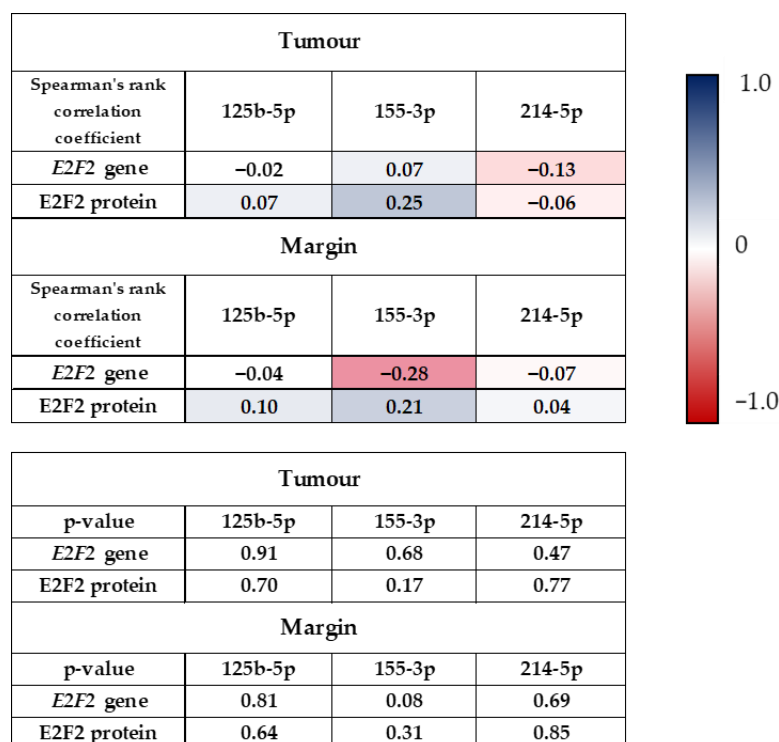 Tumour
Spearman's rank correlation coefficient 125b-5p 155-3p 214-5p
E2F2 gene −0.02 0.07 −0.13
E2F2 protein 0.07 0.25 −0.06
Margin
Spearman's rank correlation coefficient 125b-5p 155-3p 214-5p
E2F2 gene −0.04 −0.28 −0.07
E2F2 protein 0.10 0.21 0.04
1.0
0
−1.0
Tumour
p-value 125b-5p 155-3p 214-5p
E2F2 gene 0.91 0.68 0.47
E2F2 protein 0.70 0.17 0.77
Margin
p-value 125b-5p 155-3p 214-5p
E2F2 gene 0.81 0.08 0.69
E2F2 protein 0.64 0.31 0.85